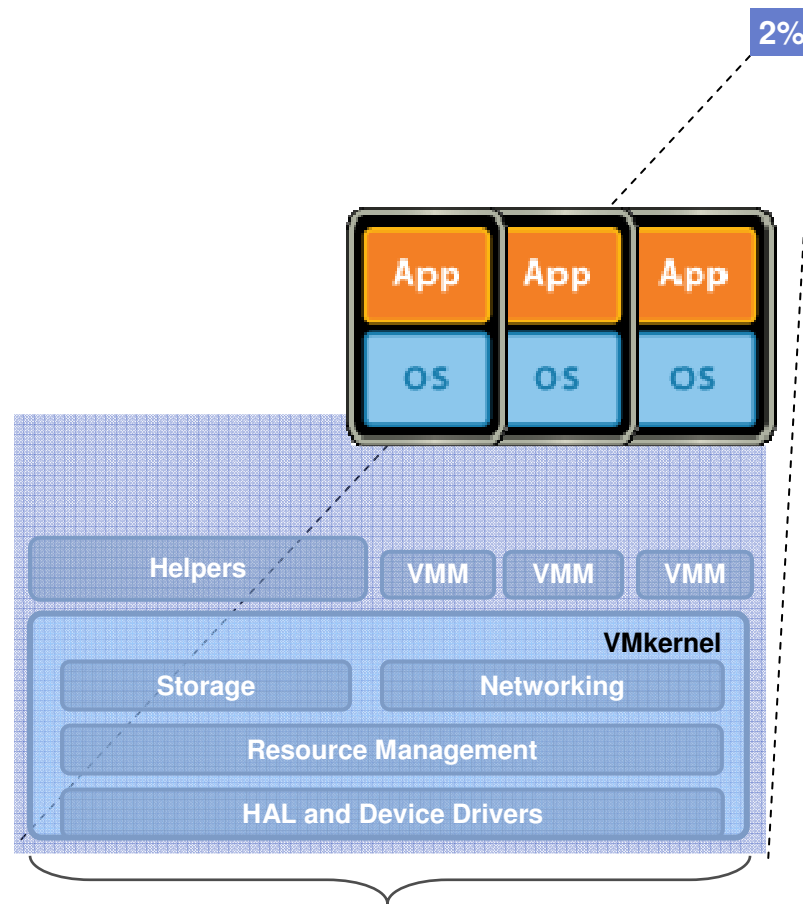 2%
App App App
OS OS OS
Helpers VMM VMM VMM
VMkernel
Storage Networking
Resource Management
HAL and Device Drivers